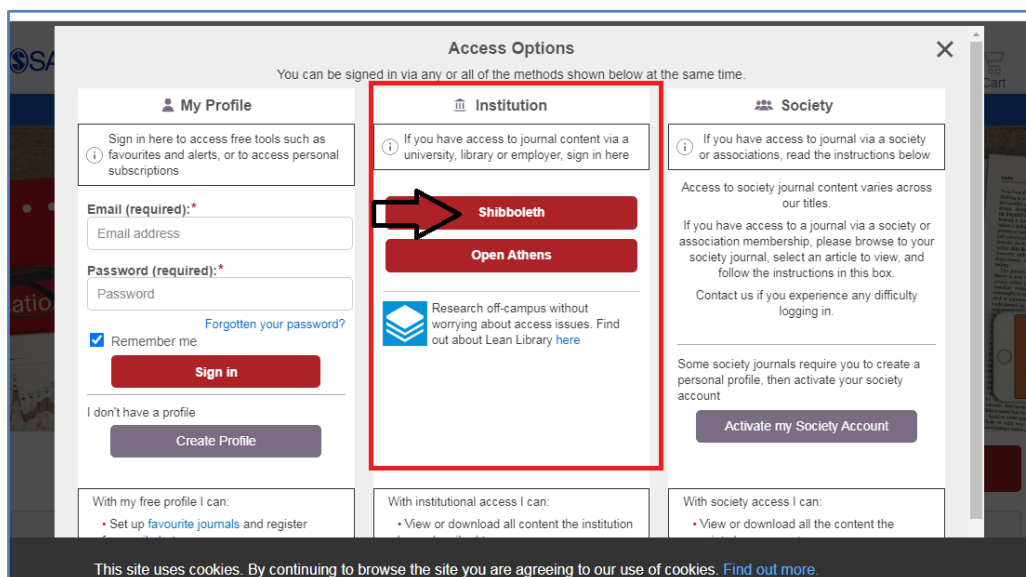 Access Options
You can be signed in via any or all of the methods shown below at the same time.
SA
Cart
My Profile
Sign in here to access free tools such as
favourites and alerts, or to access personal
subscriptions
Email (required):*
Email address
Password (required):*
Password
Forgotten your password?
Remember me
Sign in
I don't have a profile
Create Profile
With my free profile I can:
• Set up favourite journals and register
Institution
If you have access to journal content via a
university, library or employer, sign in here
Shibboleth
Open Athens
Research off-campus without
worrying about access issues. Find
out about Lean Library here
With institutional access I can:
• View or download all content the institution
Society
If you have access to journal via a society
or associations, read the instructions below
Access to society journal content varies across
our titles.
If you have access to a journal via a society or
association membership, please browse to your
society journal, select an article to view, and
follow the instructions in this box.
Contact us if you experience any difficulty
logging in.
Some society journals require you to create a
personal profile, then activate your society
account
Activate my Society Account
With society access I can:
• View or download all the content the
This site uses cookies. By continuing to browse the site you are agreeing to our use of cookies. Find out more.